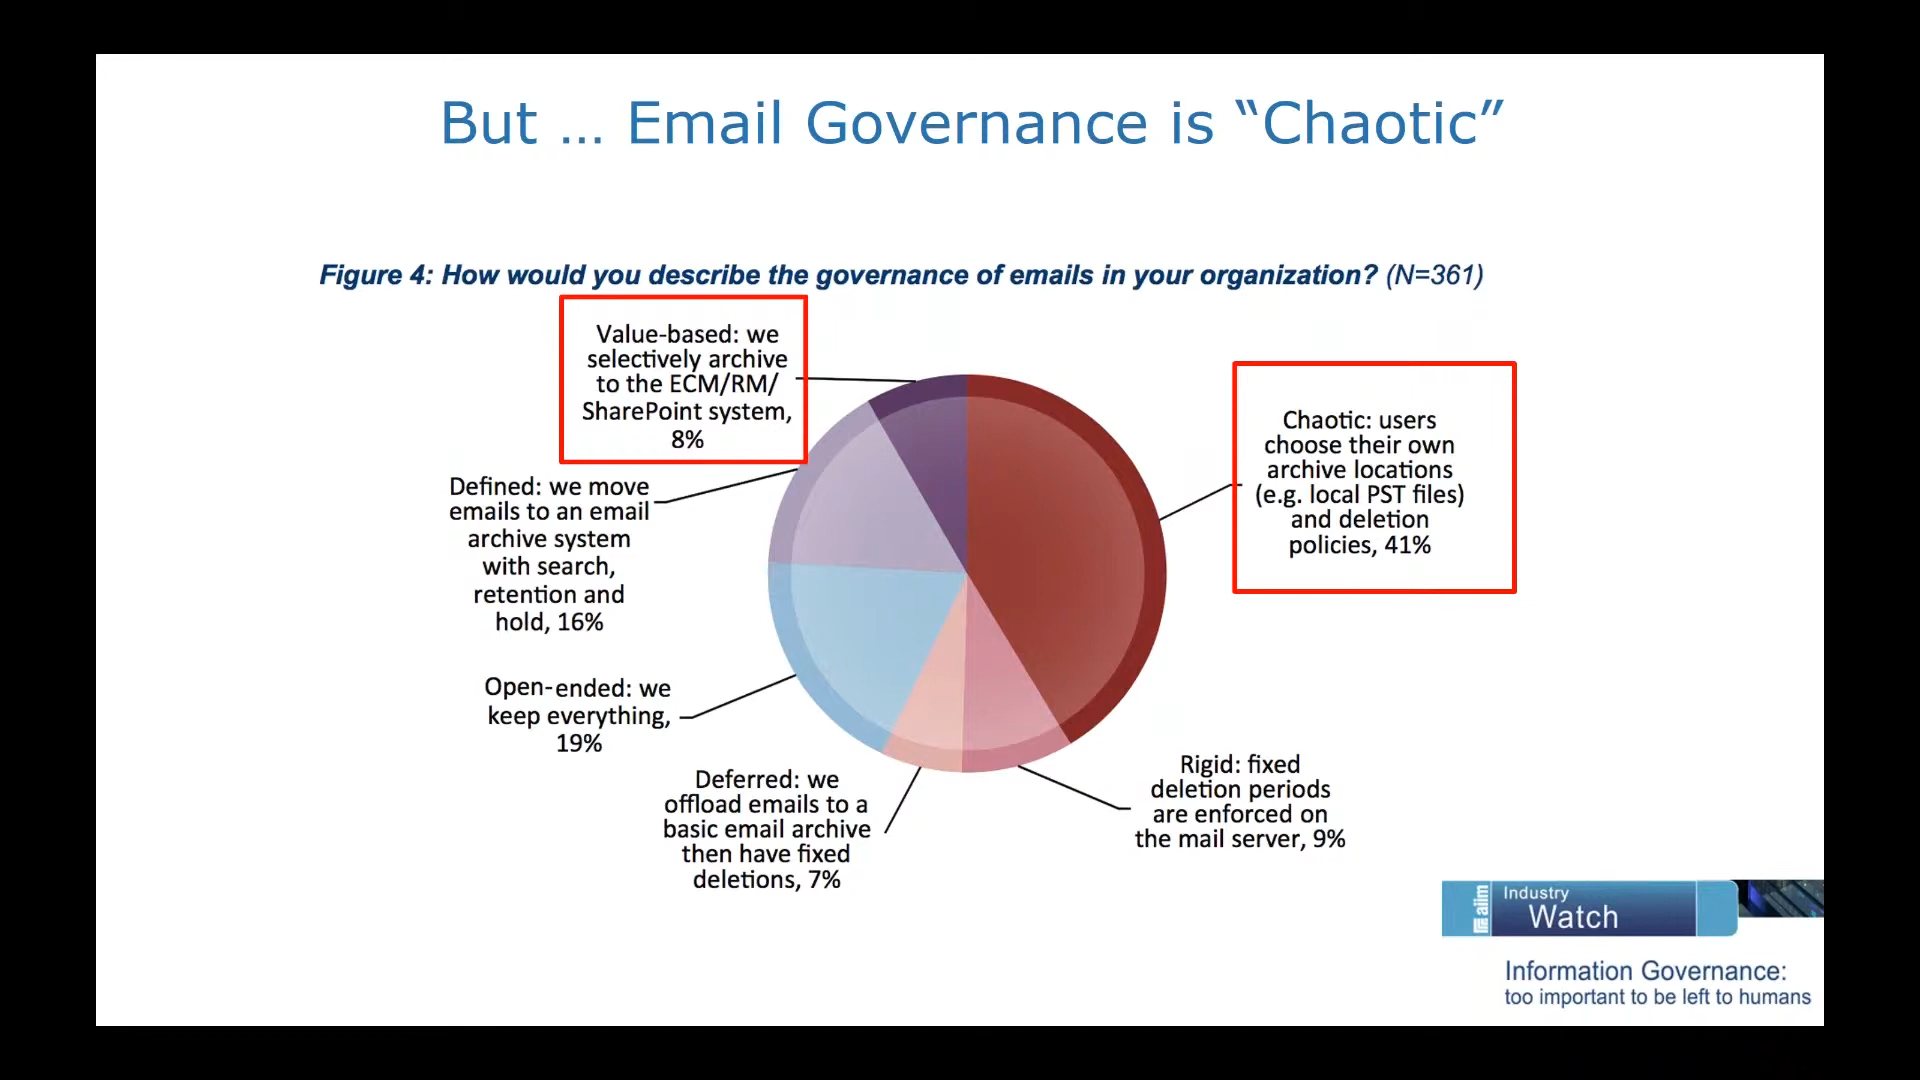 But … Email Governance is “Chaotic”
Figure 4: How would you describe the governance of emails in your organization? (N=361)
Value-based: we
selectively archive
to the ECM/RM/
SharePoint system,
8%
Chaotic: users
choose their own
archive locations
(e.g. local PST files)
and deletion
policies, 41%
Defined: we move
emails to an email
archive system
with search,
retention and
hold, 16%
Open-ended: we
keep everything,
19%
Deferred: we
offload emails to a
basic email archive
then have fixed
deletions, 7%
Rigid: fixed
deletion periods
are enforced on
the mail server, 9%
aiim
Industry
Watch
Information Governance:
too important to be left to humans